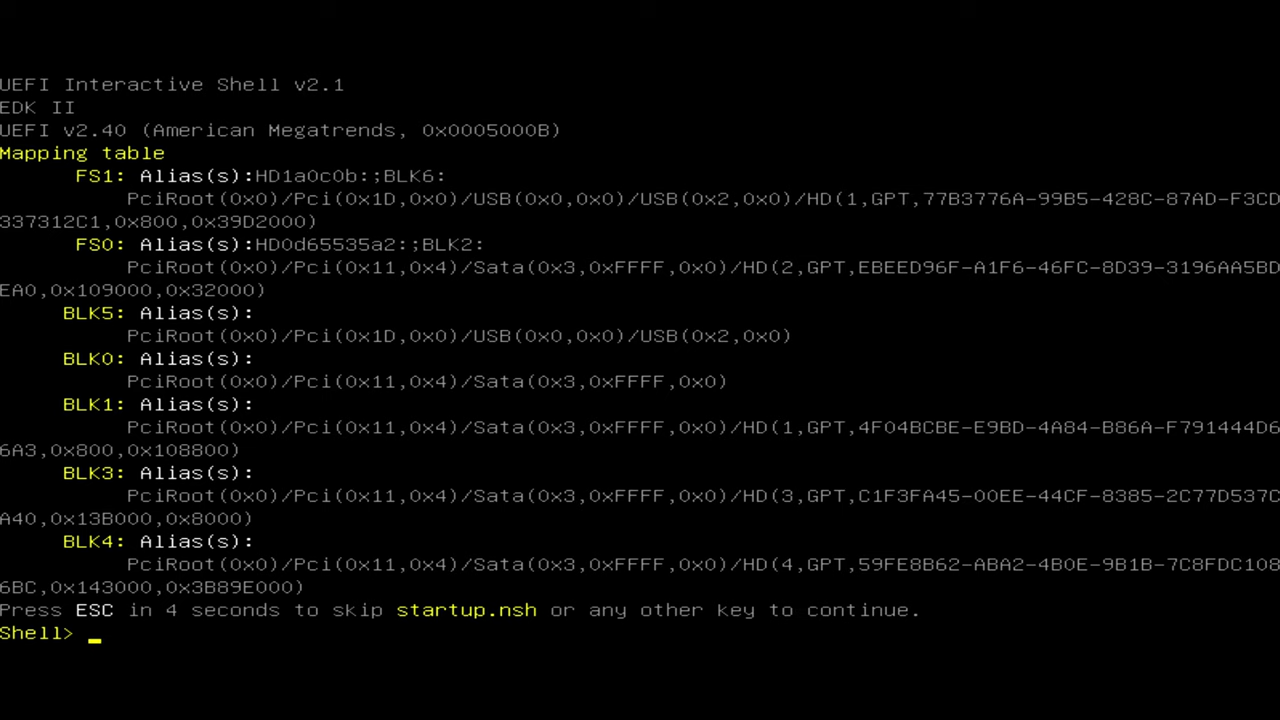 UEFI Interactive Shell v2.1
EDK II
UEFI v2.40 (American Megatrends, 0x0005000B)
Mapping table
FS1: Alias(s):HD1a0c0b:;BLK6:
PciRoot(0x0)/Pci(0x1D,0x0)/USB(0x0,0x0)/USB(0x2,0x0)/HD(1,GPT,77B3776A-99B5-428C-87AD-F3CD
337312C1,0x800,0x39D2000)
FS0: Alias(s):HD0d65535a2:;BLK2:
PciRoot(0x0)/Pci(0x11,0x4)/Sata(0x3,0xFFFF,0x0)/HD(2,GPT,EBEED96F-A1F6-46FC-8D39-3196AA5BD
EA0,0x109000,0x32000)
BLK5: Alias(s):
PciRoot(0x0)/Pci(0x1D,0x0)/USB(0x0,0x0)/USB(0x2,0x0)
BLK0: Alias(s):
PciRoot(0x0)/Pci(0x11,0x4)/Sata(0x3,0xFFFF,0x0)
BLK1: Alias(s):
PciRoot(0x0)/Pci(0x11,0x4)/Sata(0x3,0xFFFF,0x0)/HD(1,GPT,4F04BCBE-E9BD-4A84-B86A-F791444D6
6A3,0x800,0x108800)
BLK3: Alias(s):
PciRoot(0x0)/Pci(0x11,0x4)/Sata(0x3,0xFFFF,0x0)/HD(3,GPT,C1F3FA45-00EE-44CF-8385-2C77D537C
A40,0x13B000,0x8000)
BLK4: Alias(s):
PciRoot(0x0)/Pci(0x11,0x4)/Sata(0x3,0xFFFF,0x0)/HD(4,GPT,59FE8B62-ABA2-4B0E-9B1B-7C8FDC108
6BC,0x143000,0x3B89E000)
Press ESC in 4 seconds to skip startup.nsh or any other key to continue.
Shell> _